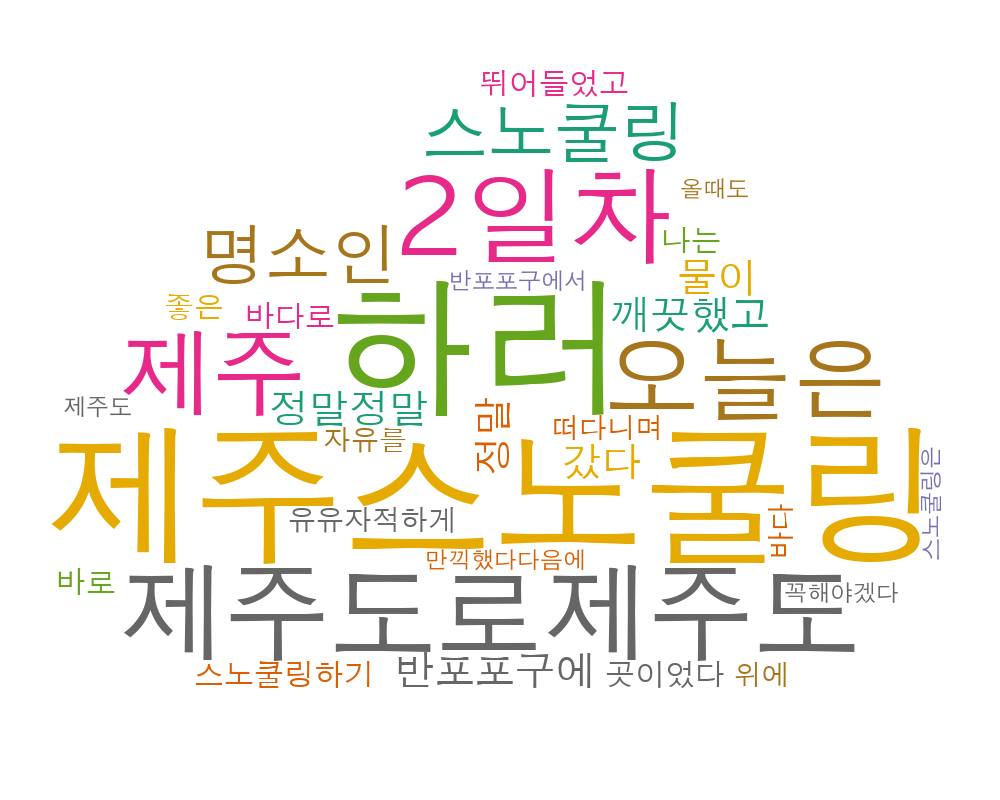 뛰어들었고
스노쿨링
2일차
올때도
명소인
나는
반포포구에서
물이
좋은
바다로
하러
깨끗했고
제주
오늘은
제주도
정말정말
정말
떠다니며
자유를
갔다
제주스노쿨링
스노쿨링은
유유자적하게
바다
만끽했다다음에
바로
제주도로제주도
꼭해야겠다
스노쿨링하기
반포포구에
곳이었다
위에